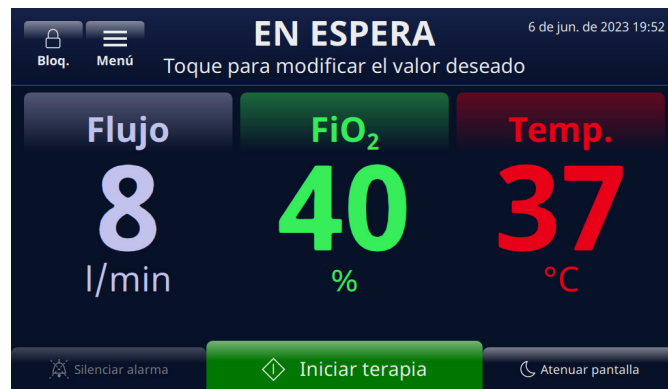 EN ESPERA
6 de jun. de 2023 19:52
Bloq. Menú
Toque para modificar el valor deseado
Flujo FiO₂ Temp.
8 40 37
l/min % °C
Silenciar alarma Iniciar terapia Atenuar pantalla